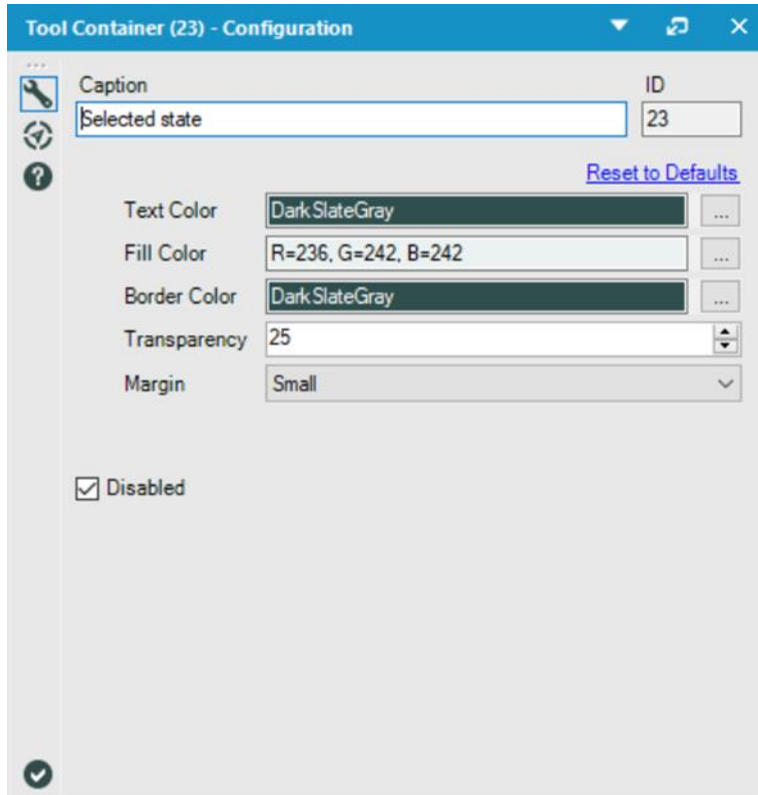 Tool Container (23) - Configuration
Caption ID
Selected state 23
Reset to Defaults
Text Color DarkSlateGray ...
Fill Color R=236, G=242, B=242 ...
Border Color DarkSlateGray ...
Transparency 25
Margin Small
Disabled